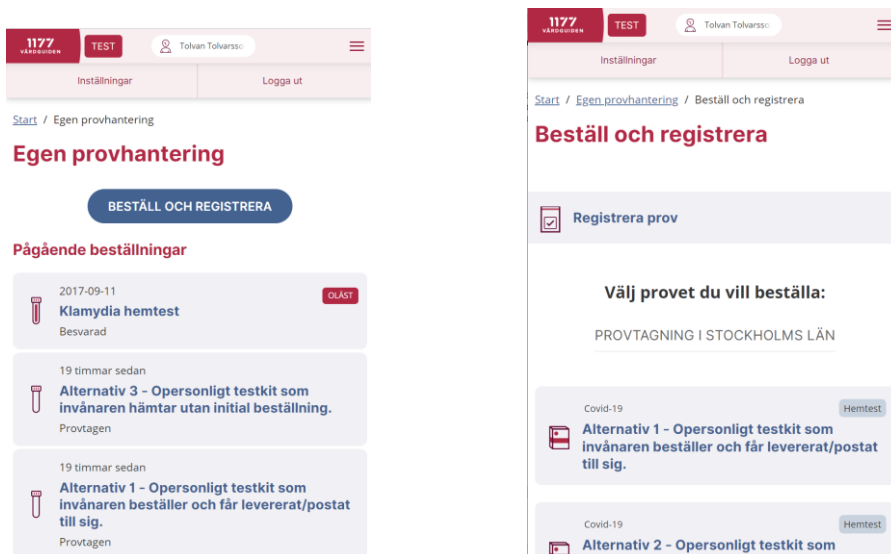 1177
VÅRDGUIDEN
TEST
Tolvan Tolvarsso
Inställningar
Logga ut
Start / Egen provhantering
Egen provhantering
BESTÄLL OCH REGISTRERA
Pågående beställningar
2017-09-11
OLÄST
Klamydia hemtest
Besvarad
19 timmar sedan
Alternativ 3 - Opersonligt testkit som
invånaren hämtar utan initial beställning.
Provtagen
19 timmar sedan
Alternativ 1 - Opersonligt testkit som
invånaren beställer och får levererat/postat
till sig.
Provtagen
1177
VÅRDGUIDEN
TEST
Tolvan Tolvarsso
Inställningar
Logga ut
Start / Egen provhantering / Beställ och registrera
Beställ och registrera
Registrera prov
Välj provet du vill beställa:
PROVTAGNING I STOCKHOLMS LÄN
Covid-19
Hemtest
Alternativ 1 - Opersonligt testkit som
invånaren beställer och får levererat/postat
till sig.
Covid-19
Hemtest
Alternativ 2 - Opersonligt testkit som